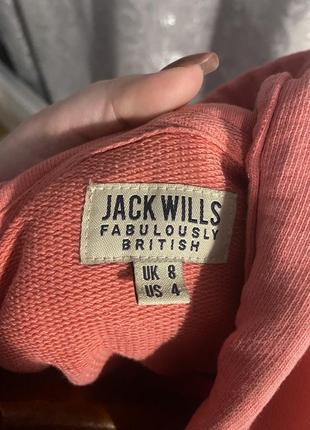 JACK WILLS
FABULOUSLY
BRITISH
UK 8
US 4